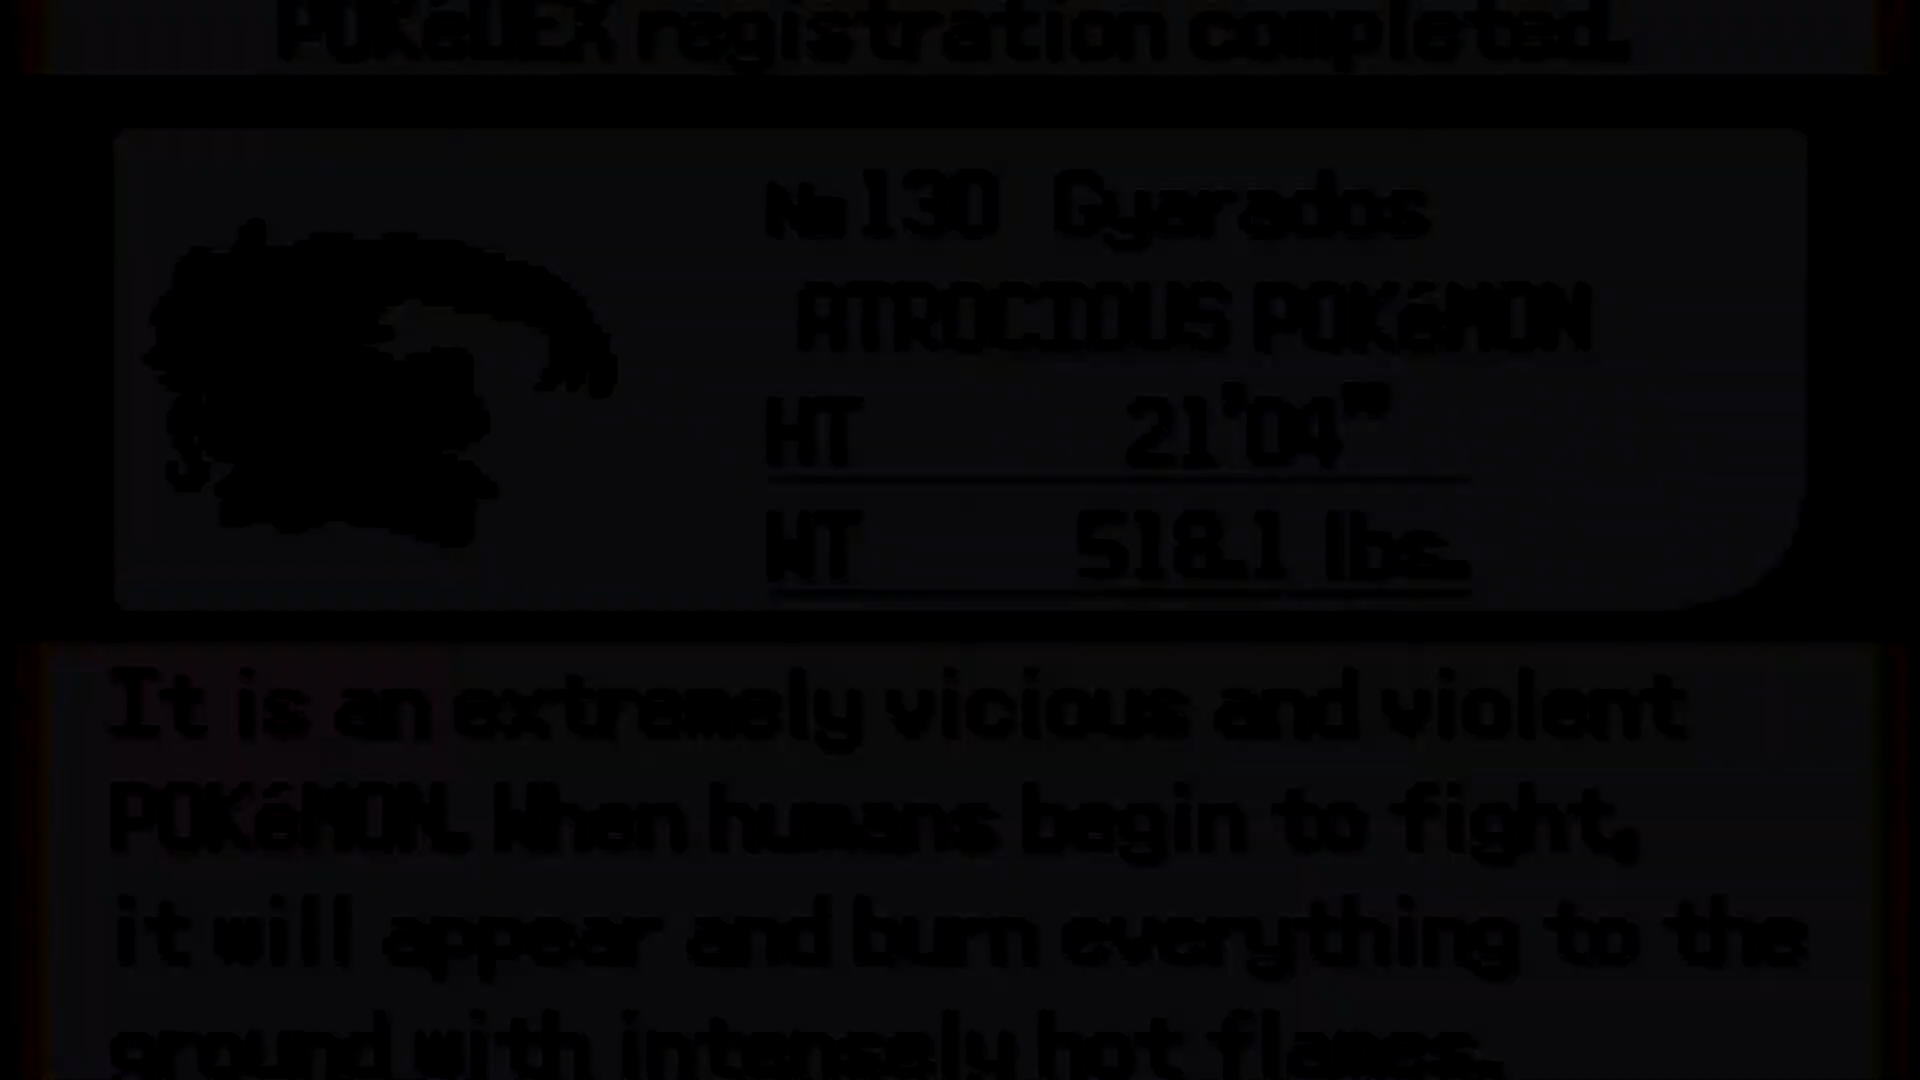 POKéDEX registration completed.
№130 Gyarados
ATROCIOUS POKéMON
HT 21'04"
WT 518.1 lbs.
It is an extremely vicious and violent
POKéMON. When humans begin to fight,
it will appear and burn everything to the
ground with intensely hot flames.